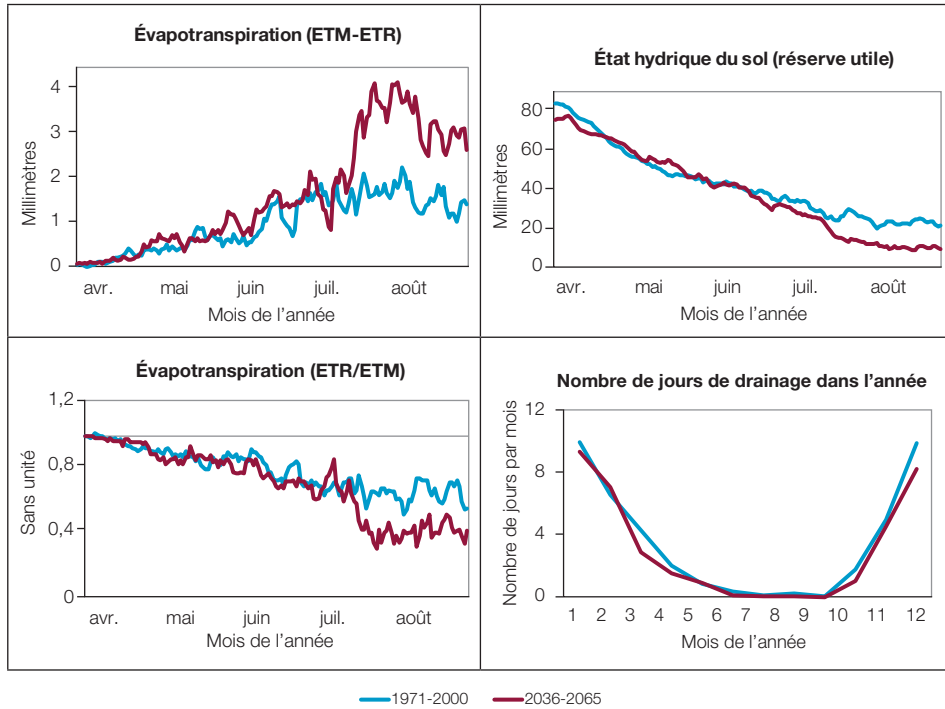 Évapotranspiration (ETM-ETR)
Millimètres
4
3
2
1
0
avr. mai juin juil. août
Mois de l'année
État hydrique du sol (réserve utile)
Millimètres
80
60
40
20
0
avr. mai juin juil. août
Mois de l'année
Évapotranspiration (ETR/ETM)
Sans unité
1,2
0,8
0,4
0
avr. mai juin juil. août
Mois de l'année
Nombre de jours de drainage dans l'année
Nombre de jours par mois
12
8
4
0
1 2 3 4 5 6 7 8 9 10 11 12
Mois de l'année
1971-2000 2036-2065